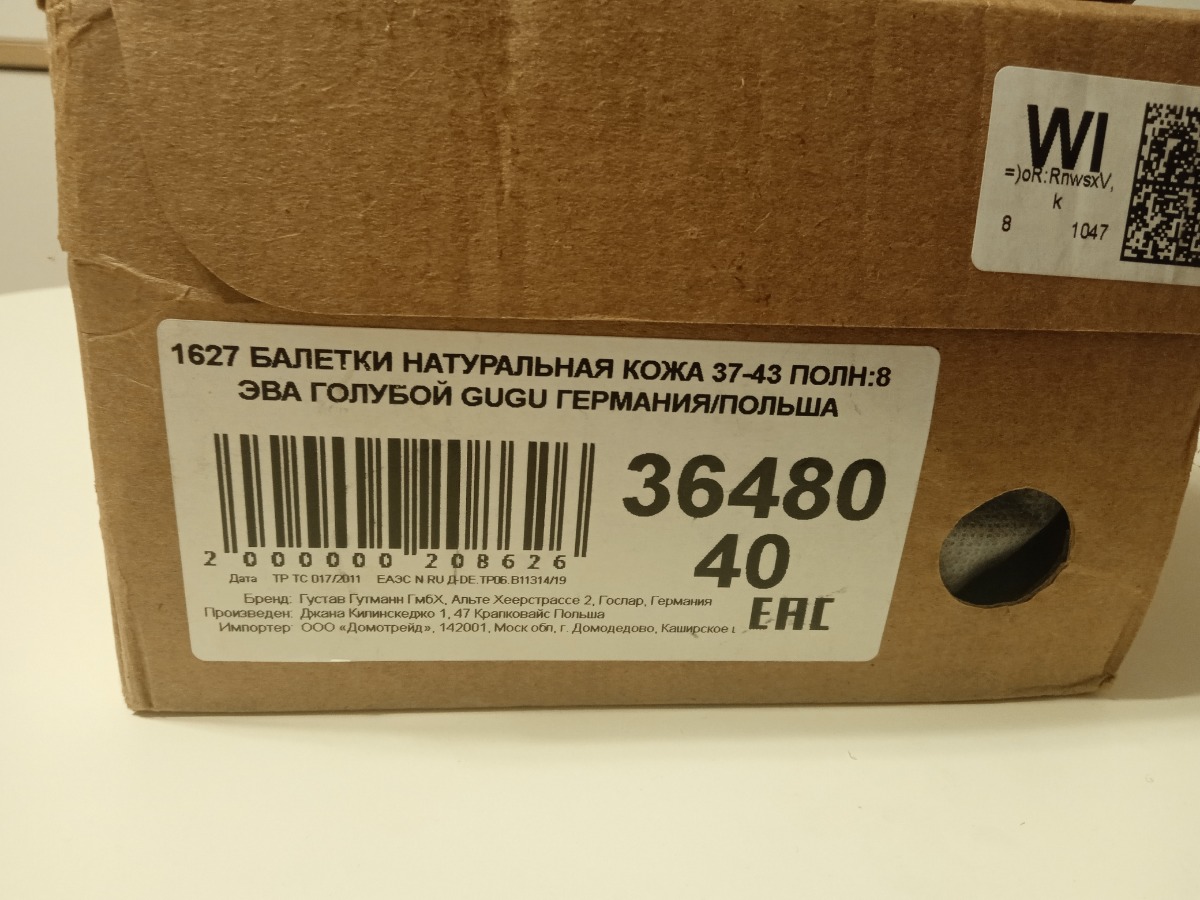 WI
=)oR:RnwsxV,
k
8 1047
1627 БАЛЕТКИ НАТУРАЛЬНАЯ КОЖА 37-43 ПОЛН:8
ЭВА ГОЛУБОЙ GUGU ГЕРМАНИЯ/ПОЛЬША
36480
40
2 000000 208626
Дата ТР ТС 017/2011 ЕАЭС N RU Д-DE.ТР06.В11314/19
Бренд: Густав Гутманн ГмбХ, Альте Хеерстрассе 2, Гослар, Германия
Произведен: Джана Килинскеджо 1, 47 Крапковайс Польша
Импортер: ООО «Домотрейд», 142001, Моск обл, г. Домодедово, Каширское
EAC